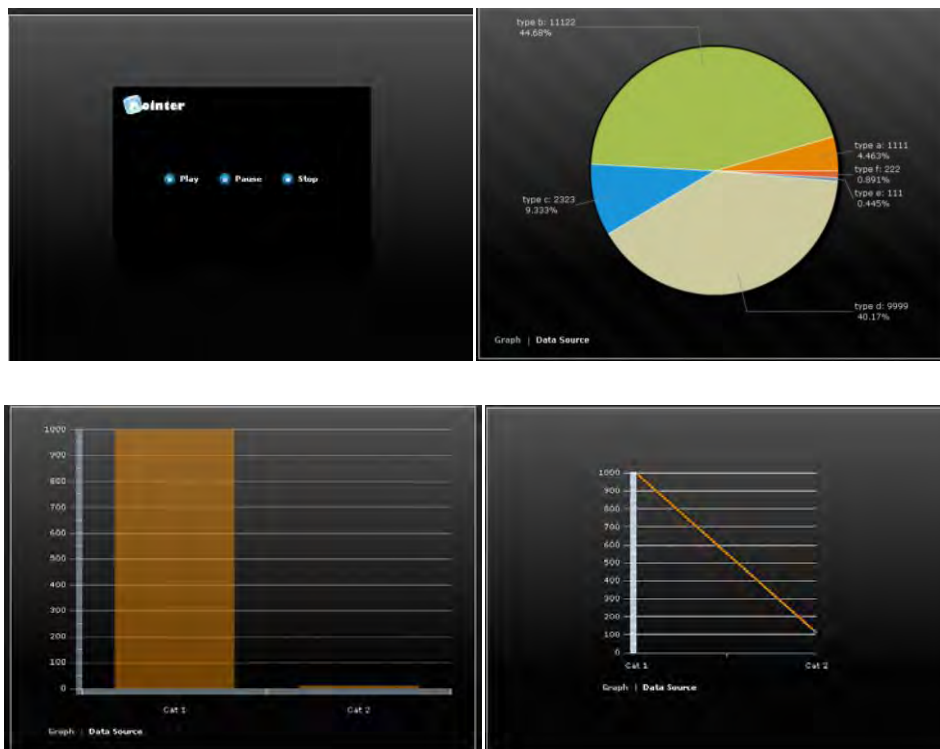 ointer
Play Pause Stop
type b: 11122
44.68%
type a: 1111
4.463%
type f: 222
0.891%
type e: 111
0.445%
type c: 2323
9.333%
type d: 9999
40.17%
Graph | Data Source
1000
900
800
700
600
500
400
300
200
100
0
Cat 1 Cat 2
Graph | Data Source
1000
900
800
700
600
500
400
300
200
100
0
Cat 1 Cat 2
Graph | Data Source